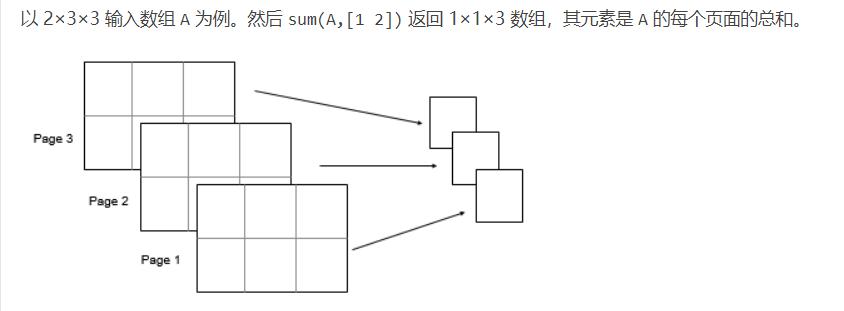 以 2×3×3 输入数组 A 为例。然后 sum(A,[1 2]) 返回 1×1×3 数组，其元素是 A 的每个页面的总和。
Page 3
Page 2
Page 1